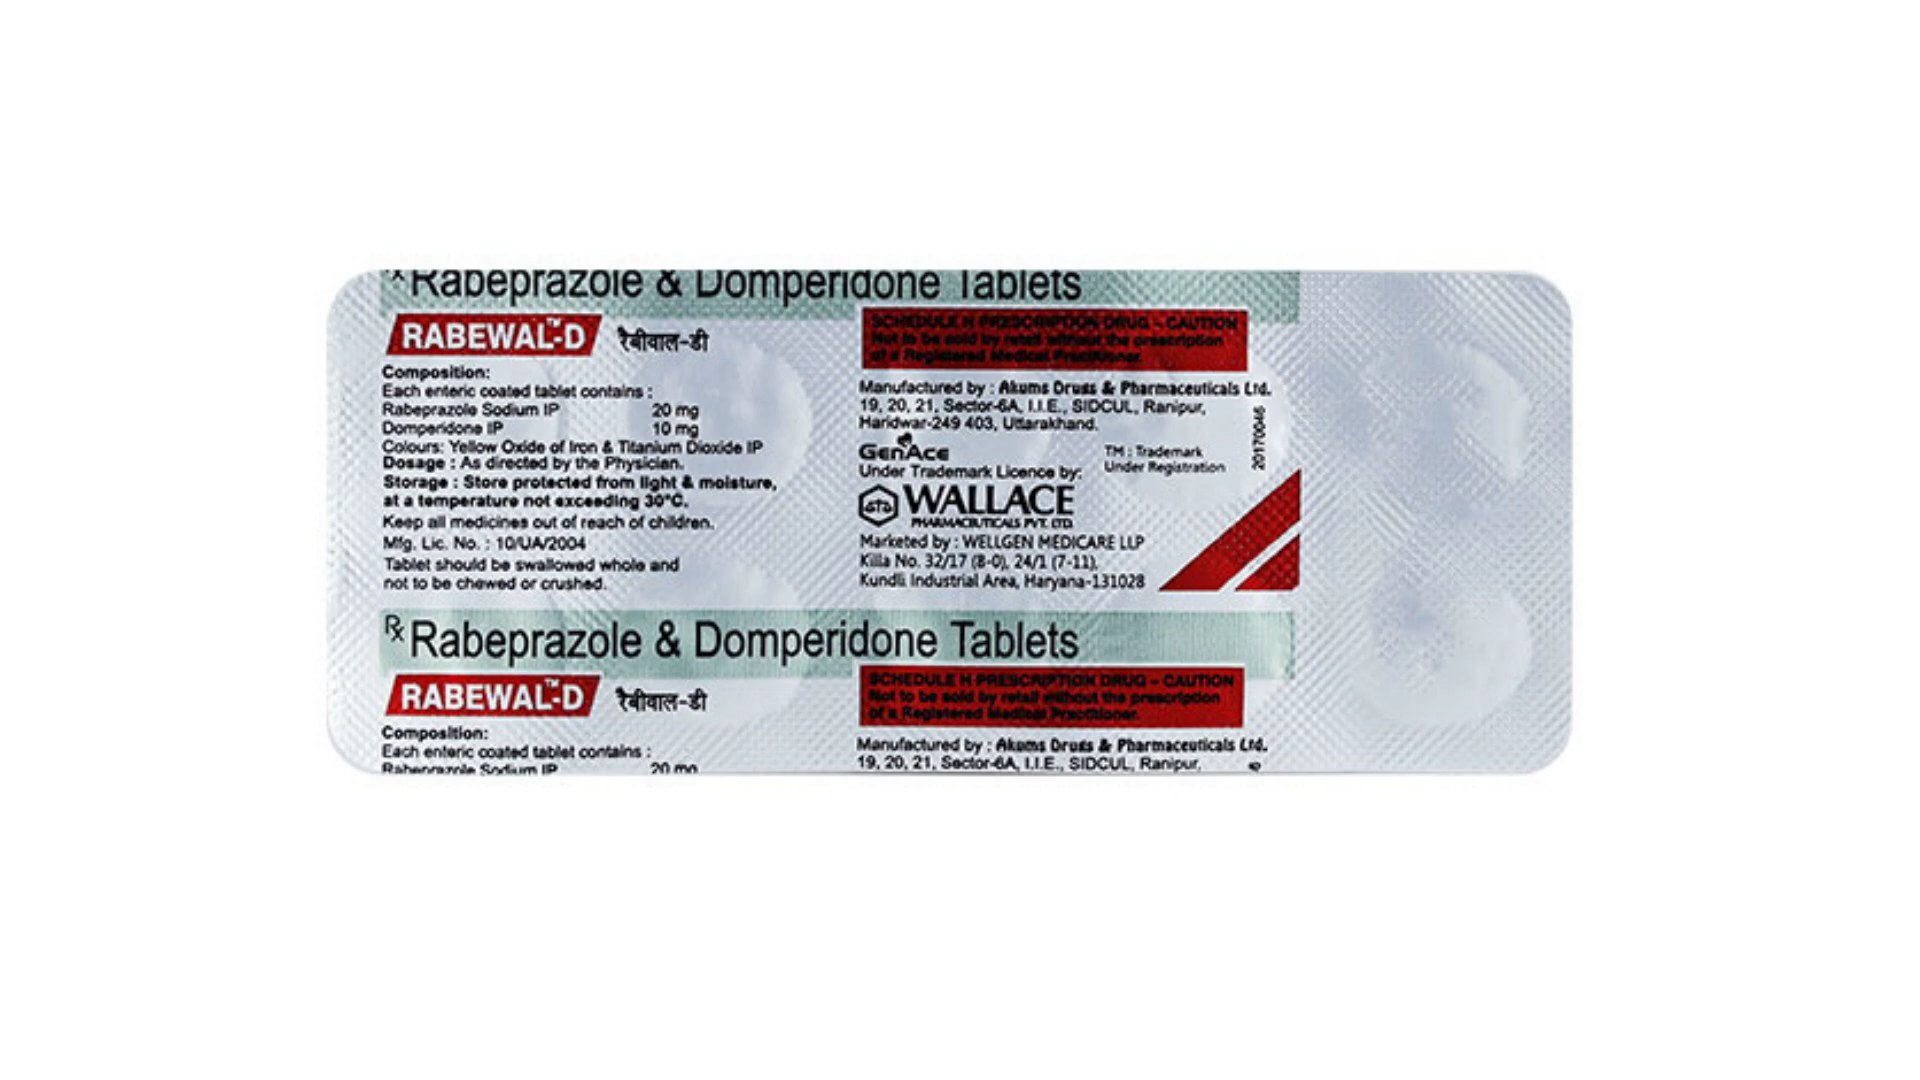 Rx Rabeprazole & Domperidone Tablets
RABEWAL™-D रैबीवाल-डी
Composition:
Each enteric coated tablet contains :
Rabeprazole Sodium IP 20 mg
Domperidone IP 10 mg
Colours: Yellow Oxide of Iron & Titanium Dioxide IP
Dosage : As directed by the Physician.
Storage : Store protected from light & moisture,
at a temperature not exceeding 30°C.
Keep all medicines out of reach of children.
Mfg. Lic. No. : 10/UA/2004
Tablet should be swallowed whole and
not to be chewed or crushed.
SCHEDULE H PRESCRIPTION DRUG - CAUTION
Not to be sold by retail without the prescription
of a Registered Medical Practitioner.
Manufactured by : Akums Drugs & Pharmaceuticals Ltd.
19, 20, 21, Sector-6A, I.I.E., SIDCUL, Ranipur,
Haridwar-249 403, Uttarakhand.
GenAce
Under Trademark Licence by:
TM : Trademark
Under Registration
20170046
WALLACE
PHARMACEUTICALS PVT. LTD.
Marketed by : WELLGEN MEDICARE LLP
Killa No. 32/17 (8-0), 24/1 (7-11),
Kundli Industrial Area, Haryana-131028
Rx Rabeprazole & Domperidone Tablets
RABEWAL™-D रैबीवाल-डी
Composition:
Each enteric coated tablet contains :
Rabeprazole Sodium IP 20 mg
SCHEDULE H PRESCRIPTION DRUG - CAUTION
Not to be sold by retail without the prescription
of a Registered Medical Practitioner.
Manufactured by : Akums Drugs & Pharmaceuticals Ltd.
19, 20, 21, Sector-6A, I.I.E., SIDCUL, Ranipur,